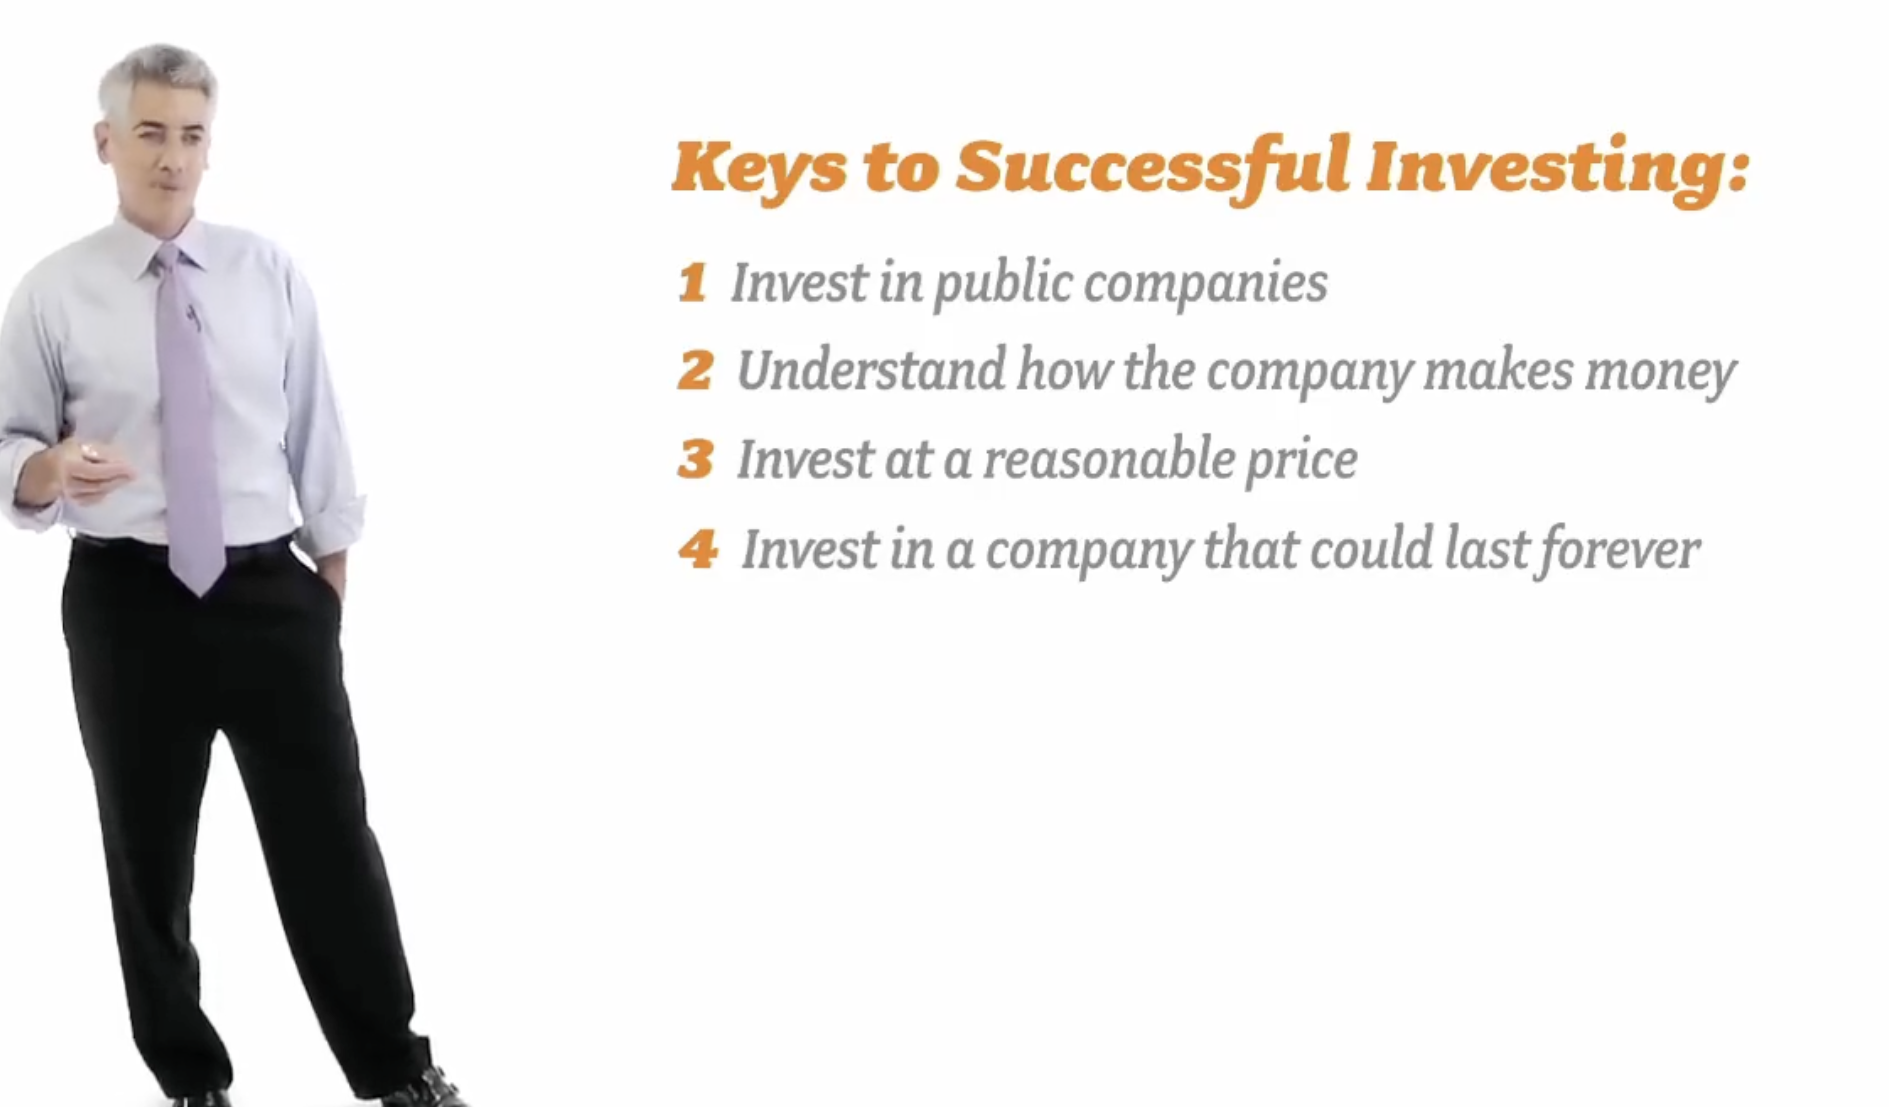 Keys to Successful Investing:
1 Invest in public companies
2 Understand how the company makes money
3 Invest at a reasonable price
4 Invest in a company that could last forever